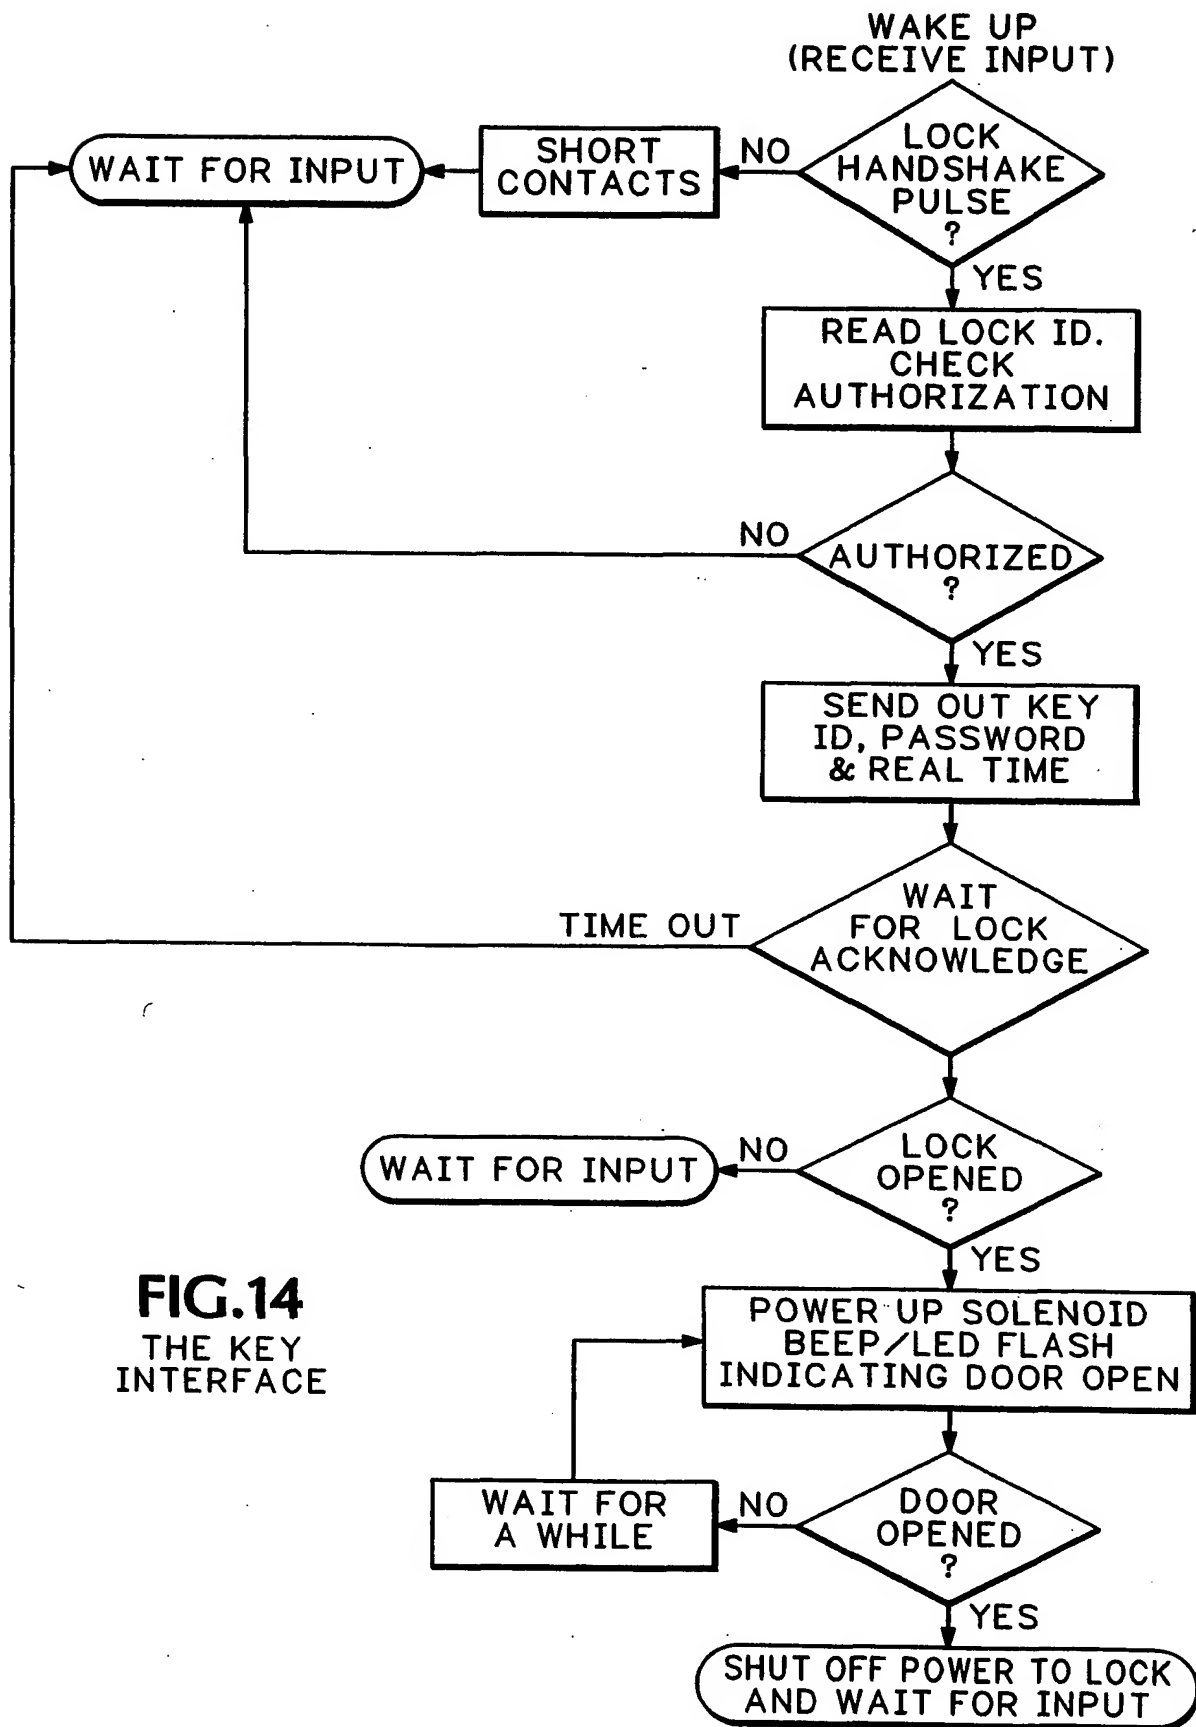 WAKE UP
(RECEIVE INPUT)
LOCK
HANDSHAKE
PULSE
?
NO
SHORT
CONTACTS
WAIT FOR INPUT
YES
READ LOCK ID.
CHECK
AUTHORIZATION
NO
AUTHORIZED
?
YES
SEND OUT KEY
ID, PASSWORD
& REAL TIME
TIME OUT
WAIT
FOR LOCK
ACKNOWLEDGE
WAIT FOR INPUT
NO
LOCK
OPENED
?
YES
FIG.14
THE KEY
INTERFACE
POWER UP SOLENOID
BEEP/LED FLASH
INDICATING DOOR OPEN
WAIT FOR
A WHILE
NO
DOOR
OPENED
?
YES
SHUT OFF POWER TO LOCK
AND WAIT FOR INPUT